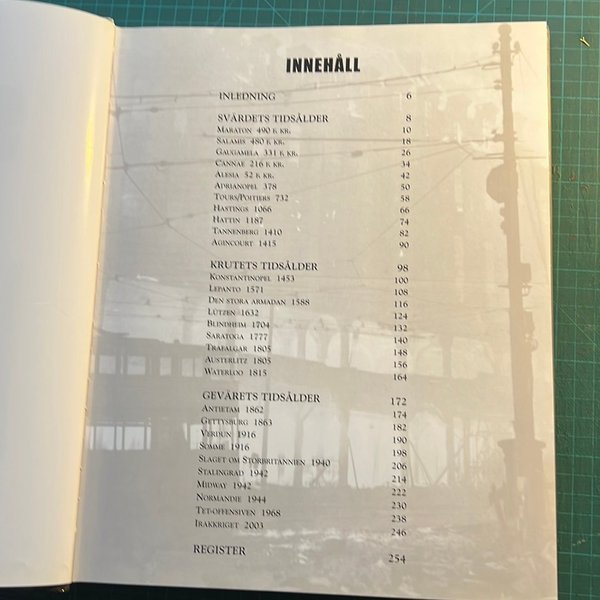 INNEHÅLL
INLEDNING 6
SVÄRDETS TIDSÅLDER 8
MARATON 490 F. KR. 10
SALAMIS 480 F. KR. 18
GAUGAMELA 331 F. KR. 26
CANNAE 216 F. KR. 34
ALESIA 52 F. KR. 42
ADRIANOPEL 378 50
TOURS/POITIERS 732 58
HASTINGS 1066 66
HATTIN 1187 74
TANNENBERG 1410 82
AGINCOURT 1415 90
KRUTETS TIDSÅLDER 98
KONSTANTINOPEL 1453 100
LEPANTO 1571 108
DEN STORA ARMADAN 1588 116
LÜTZEN 1632 124
BLINDHEIM 1704 132
SARATOGA 1777 140
TRAFALGAR 1805 148
AUSTERLITZ 1805 156
WATERLOO 1815 164
GEVÄRETS TIDSÅLDER 172
ANTIETAM 1862 174
GETTYSBURG 1863 182
VERDUN 1916 190
SOMME 1916 198
SLAGET OM STORBRITANNIEN 1940 206
STALINGRAD 1942 214
MIDWAY 1942 222
NORMANDIE 1944 230
TET-OFFENSIVEN 1968 238
IRAKKRIGET 2003 246
REGISTER 254